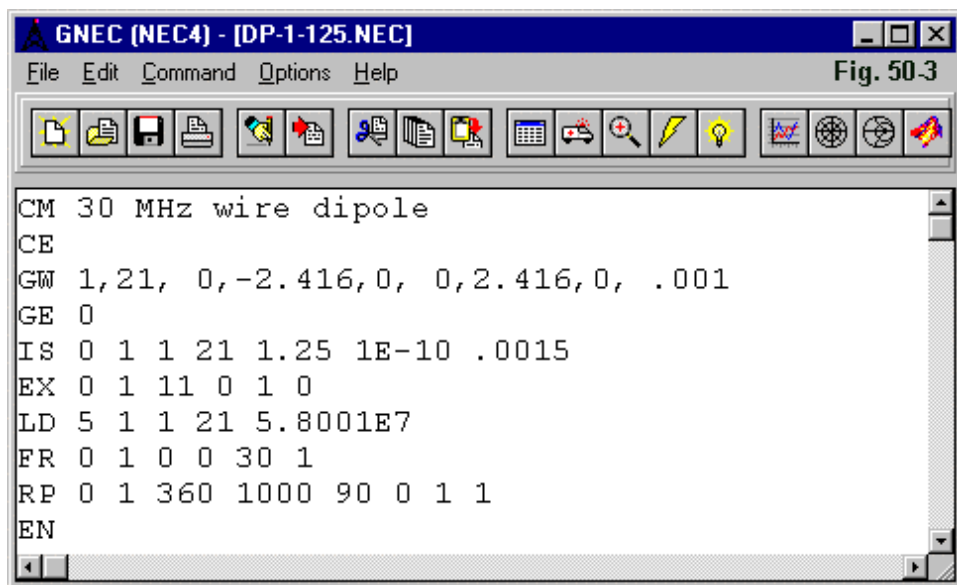 GNEC (NEC4) - [DP-1-125.NEC]
File Edit Command Options Help Fig. 50-3
CM 30 MHz wire dipole
CE
GW 1,21, 0,-2.416,0, 0,2.416,0, .001
GE 0
IS 0 1 1 21 1.25 1E-10 .0015
EX 0 1 11 0 1 0
LD 5 1 1 21 5.8001E7
FR 0 1 0 0 30 1
RP 0 1 360 1000 90 0 1 1
EN